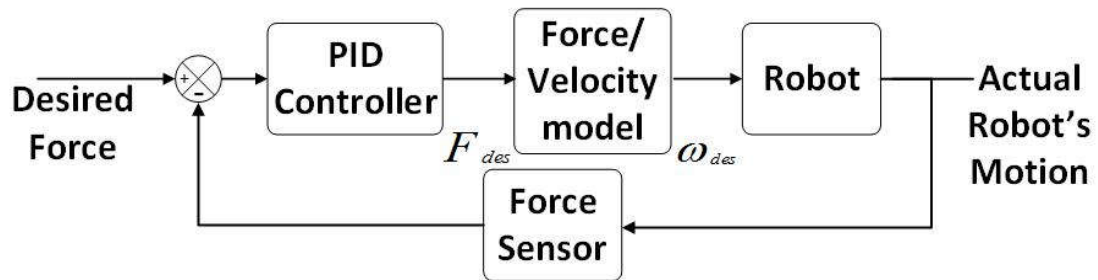 Desired
Force
+
-
PID
Controller
F des
Force/
Velocity
model
ω des
Robot
Actual
Robot's
Motion
Force
Sensor